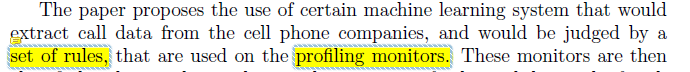 The paper proposes the use of certain machine learning system that would
extract call data from the cell phone companies, and would be judged by a
set of rules, that are used on the profiling monitors. These monitors are then